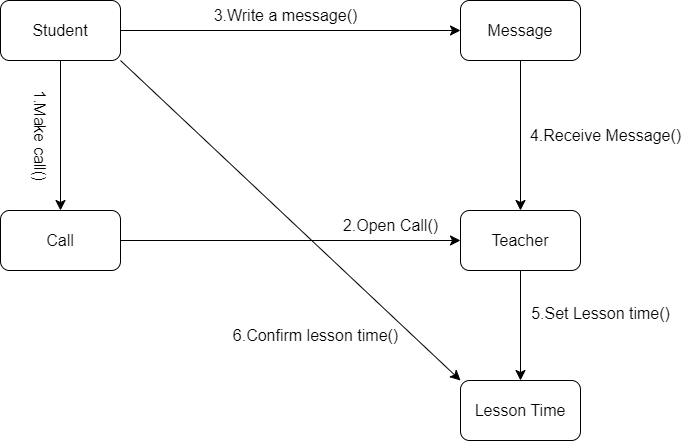 3.Write a message()
Student
Message
1.Make call()
4.Receive Message()
2.Open Call()
Call
Teacher
5.Set Lesson time()
6.Confirm lesson time()
Lesson Time